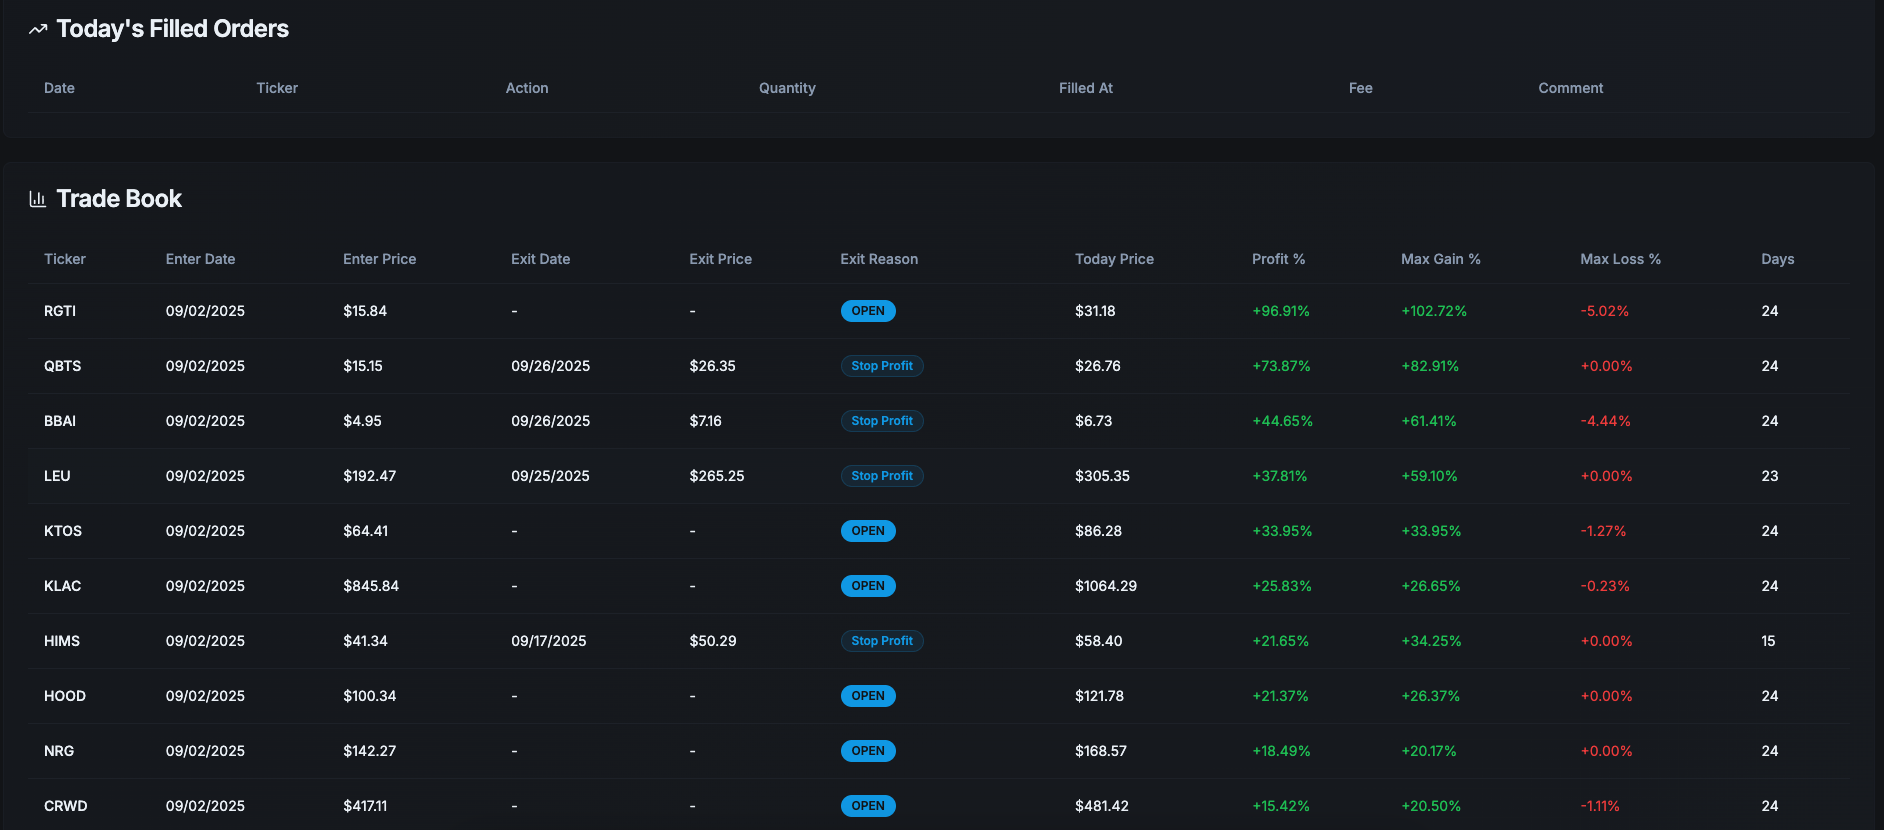 Today's Filled Orders
Date Ticker Action Quantity Filled At Fee Comment
Trade Book
Ticker Enter Date Enter Price Exit Date Exit Price Exit Reason Today Price Profit % Max Gain % Max Loss % Days
RGTI 09/02/2025 $15.84 - - OPEN $31.18 +96.91% +102.72% -5.02% 24
QBTS 09/02/2025 $15.15 09/26/2025 $26.35 Stop Profit $26.76 +73.87% +82.91% +0.00% 24
BBAI 09/02/2025 $4.95 09/26/2025 $7.16 Stop Profit $6.73 +44.65% +61.41% -4.44% 24
LEU 09/02/2025 $192.47 09/25/2025 $265.25 Stop Profit $305.35 +37.81% +59.10% +0.00% 23
KTOS 09/02/2025 $64.41 - - OPEN $86.28 +33.95% +33.95% -1.27% 24
KLAC 09/02/2025 $845.84 - - OPEN $1064.29 +25.83% +26.65% -0.23% 24
HIMS 09/02/2025 $41.34 09/17/2025 $50.29 Stop Profit $58.40 +21.65% +34.25% +0.00% 15
HOOD 09/02/2025 $100.34 - - OPEN $121.78 +21.37% +26.37% +0.00% 24
NRG 09/02/2025 $142.27 - - OPEN $168.57 +18.49% +20.17% +0.00% 24
CRWD 09/02/2025 $417.11 - - OPEN $481.42 +15.42% +20.50% -1.11% 24